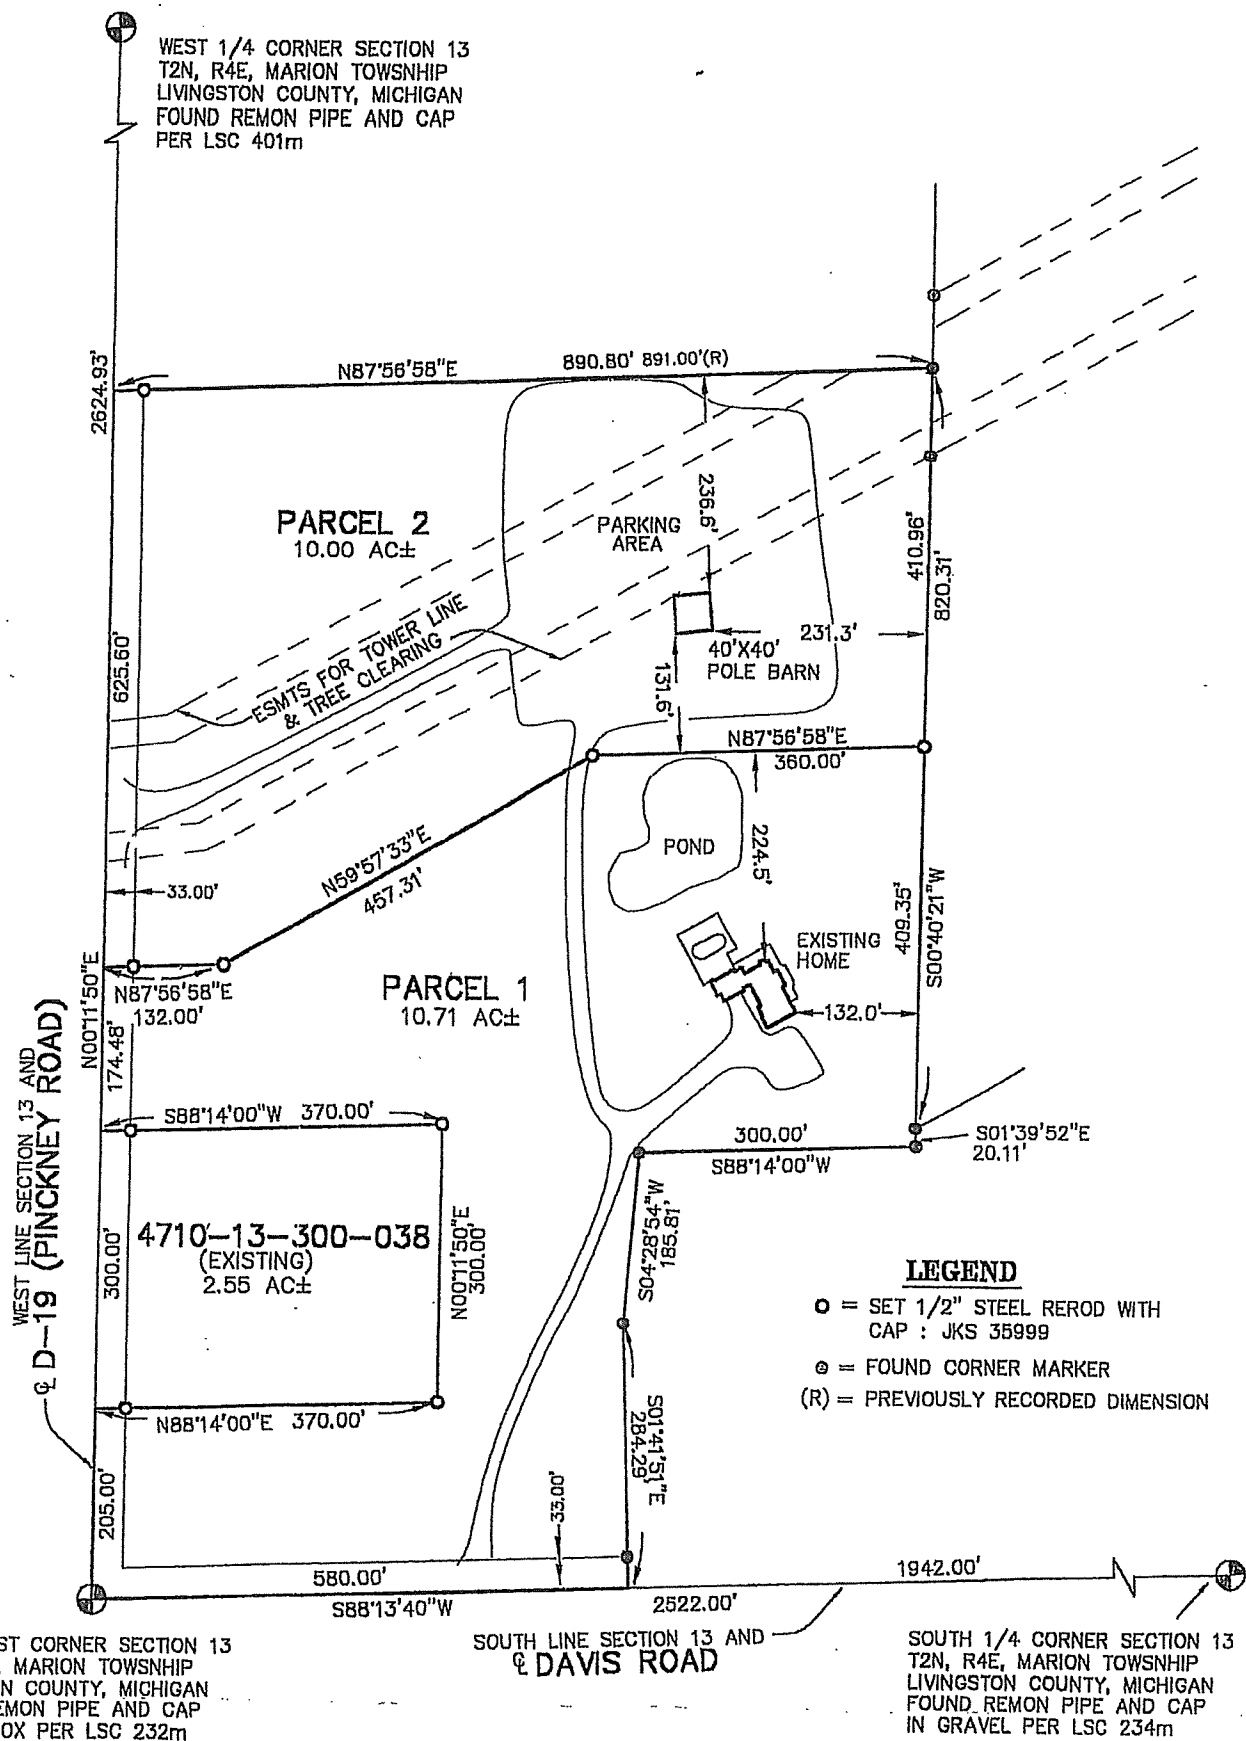 WEST 1/4 CORNER SECTION 13
T2N, R4E, MARION TOWSNHIP
LIVINGSTON COUNTY, MICHIGAN
FOUND REMON PIPE AND CAP
PER LSC 401m
2624.93'
N87°56'58"E
890.80' 891.00'(R)
PARCEL 2
10.00 AC±
PARKING
AREA
236.6'
410.96'
820.31'
231.3'
40'X40'
POLE BARN
131.6'
ESMTS FOR TOWER LINE
& TREE CLEARING
625.60'
N87°56'58"E
360.00'
N59°57'33"E
457.31'
POND
224.5'
33.00'
409.35'
S00°40'21"W
EXISTING
HOME
132.0'
N87°56'58"E
132.00'
PARCEL 1
10.71 AC±
N00°11'50"E
174.48'
S88°14'00"W 370.00'
300.00'
S88°14'00"W
S01°39'52"E
20.11'
WEST LINE SECTION 13 AND
℄ D-19 (PINCKNEY ROAD)
300.00'
4710-13-300-038
(EXISTING)
2.55 AC±
N00°11'50"E
300.00'
S04°28'54"W
185.81'
LEGEND
= SET 1/2" STEEL REROD WITH
CAP : JKS 35999
= FOUND CORNER MARKER
(R) = PREVIOUSLY RECORDED DIMENSION
N88°14'00"E 370.00'
S01°41'51"E
284.29'
205.00'
33.00'
580.00'
S88°13'40"W
1942.00'
2522.00'
SOUTH LINE SECTION 13 AND
℄ DAVIS ROAD
ST CORNER SECTION 13
MARION TOWSNHIP
N COUNTY, MICHIGAN
EMON PIPE AND CAP
OX PER LSC 232m
SOUTH 1/4 CORNER SECTION 13
T2N, R4E, MARION TOWSNHIP
LIVINGSTON COUNTY, MICHIGAN
FOUND REMON PIPE AND CAP
IN GRAVEL PER LSC 234m